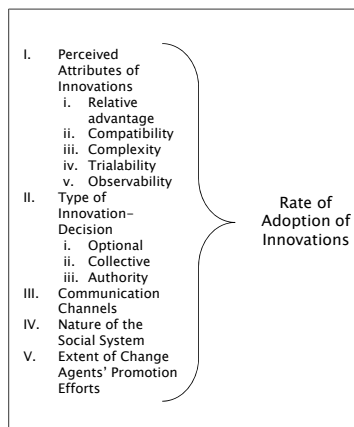 I. Perceived
Attributes of
Innovations
i. Relative
advantage
ii. Compatibility
iii. Complexity
iv. Trialability
v. Observability
II. Type of
Innovation-
Decision
i. Optional
ii. Collective
iii. Authority
III. Communication
Channels
IV. Nature of the
Social System
V. Extent of Change
Agents' Promotion
Efforts
Rate of
Adoption of
Innovations